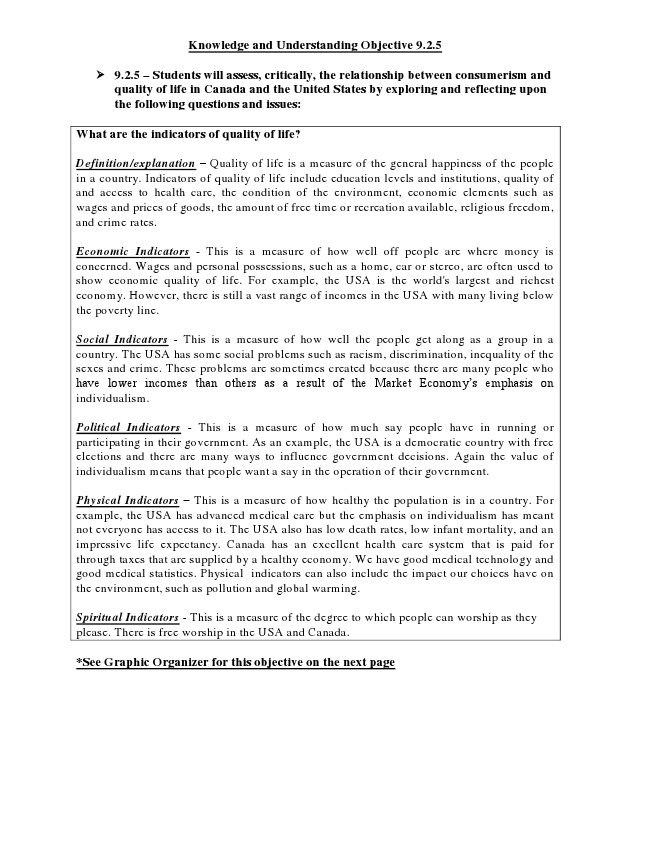 Knowledge and Understanding Objective 9.2.5
➢ 9.2.5 – Students will assess, critically, the relationship between consumerism and
quality of life in Canada and the United States by exploring and reflecting upon
the following questions and issues:
What are the indicators of quality of life?
Definition/explanation – Quality of life is a measure of the general happiness of the people
in a country. Indicators of quality of life include education levels and institutions, quality of
and access to health care, the condition of the environment, economic elements such as
wages and prices of goods, the amount of free time or recreation available, religious freedom,
and crime rates.
Economic Indicators - This is a measure of how well off people are where money is
concerned. Wages and personal possessions, such as a home, car or stereo, are often used to
show economic quality of life. For example, the USA is the world's largest and richest
economy. However, there is still a vast range of incomes in the USA with many living below
the poverty line.
Social Indicators - This is a measure of how well the people get along as a group in a
country. The USA has some social problems such as racism, discrimination, inequality of the
sexes and crime. These problems are sometimes created because there are many people who
have lower incomes than others as a result of the Market Economy's emphasis on
individualism.
Political Indicators - This is a measure of how much say people have in running or
participating in their government. As an example, the USA is a democratic country with free
elections and there are many ways to influence government decisions. Again the value of
individualism means that people want a say in the operation of their government.
Physical Indicators – This is a measure of how healthy the population is in a country. For
example, the USA has advanced medical care but the emphasis on individualism has meant
not everyone has access to it. The USA also has low death rates, low infant mortality, and an
impressive life expectancy. Canada has an excellent health care system that is paid for
through taxes that are supplied by a healthy economy. We have good medical technology and
good medical statistics. Physical indicators can also include the impact our choices have on
the environment, such as pollution and global warming.
Spiritual Indicators - This is a measure of the degree to which people can worship as they
please. There is free worship in the USA and Canada.
*See Graphic Organizer for this objective on the next page